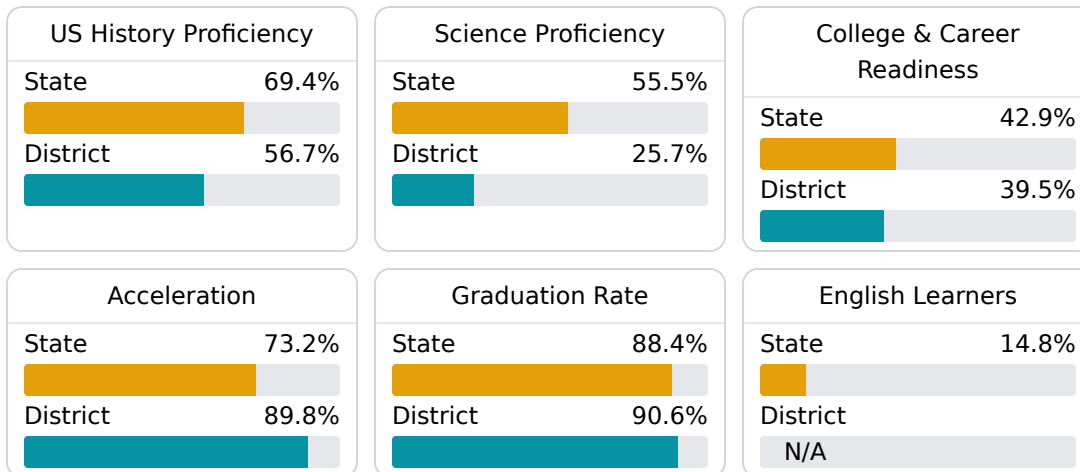 US History Proficiency
State 69.4%
District 56.7%
Science Proficiency
State 55.5%
District 25.7%
College & Career
Readiness
State 42.9%
District 39.5%
Acceleration
State 73.2%
District 89.8%
Graduation Rate
State 88.4%
District 90.6%
English Learners
State 14.8%
District
N/A